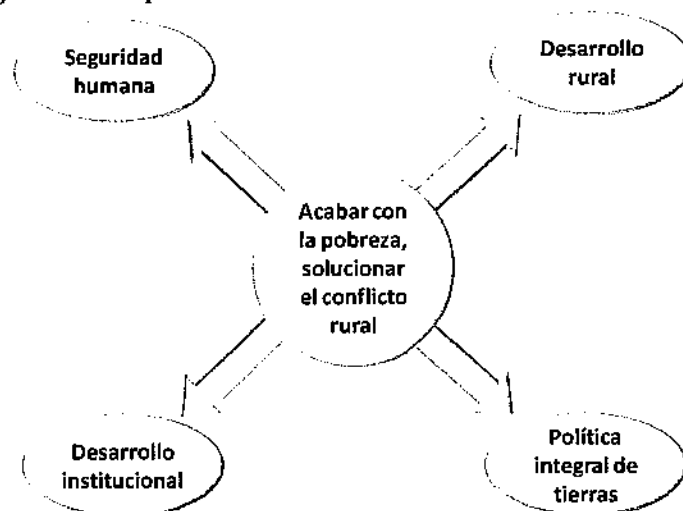 Seguridad
humana
Desarrollo
rural
Acabar con
la pobreza,
solucionar
el conflicto
rural
Desarrollo
institucional
Política
integral de
tierras